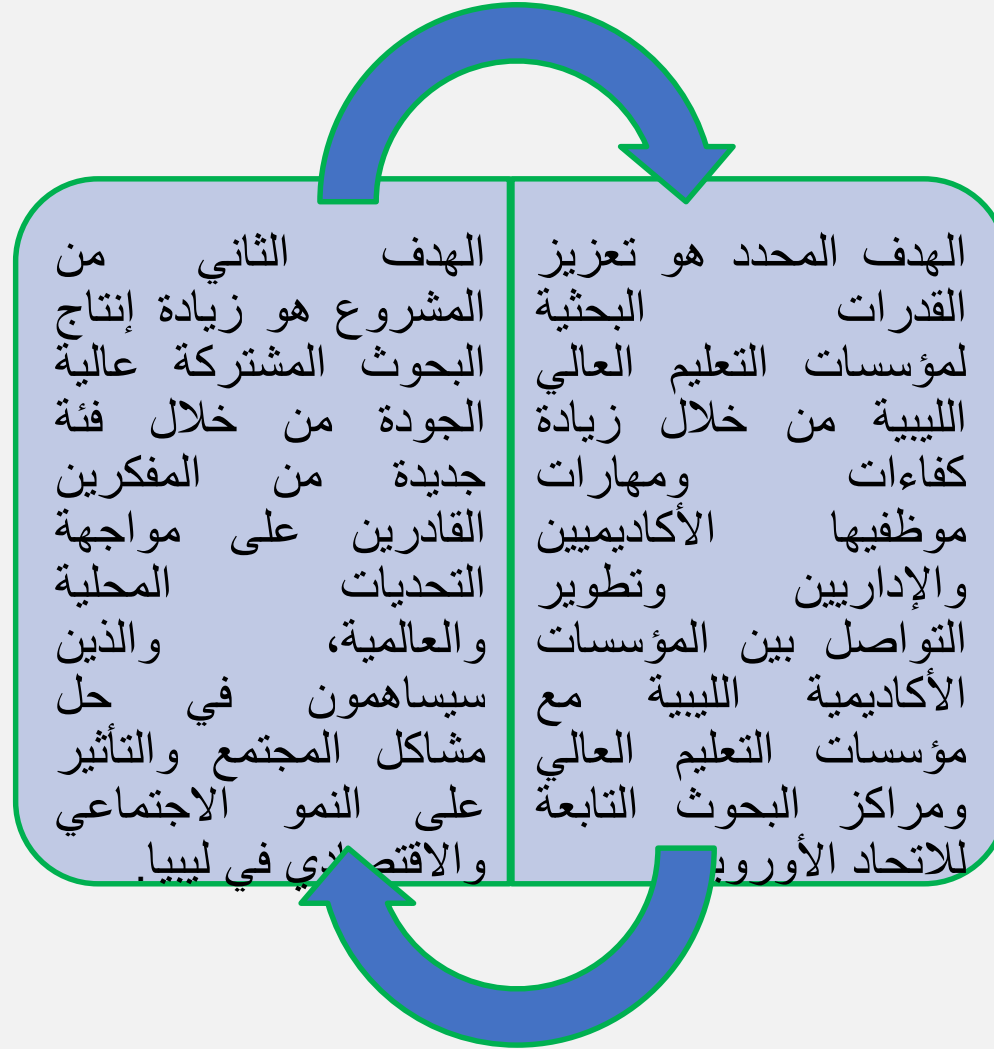 الهدف المحدد هو تعزيز
القدرات البحثية
لمؤسسات التعليم العالي
الليبية من خلال زيادة
كفاءات ومهارات
موظفيها الأكاديميين
والإداريين وتطوير
التواصل بين المؤسسات
الأكاديمية الليبية مع
مؤسسات التعليم العالي
ومراكز البحوث التابعة
للاتحاد
الهدف الثاني من
المشروع هو زيادة إنتاج
البحوث المشتركة عالية
الجودة من خلال فئة
جديدة من المفكرين
القادرين على مواجهة
التحديات المحلية
والعالمية، والذين
سيساهمون في حل
مشاكل المجتمع والتأثير
على النمو الاجتماعي
في ليبيا.